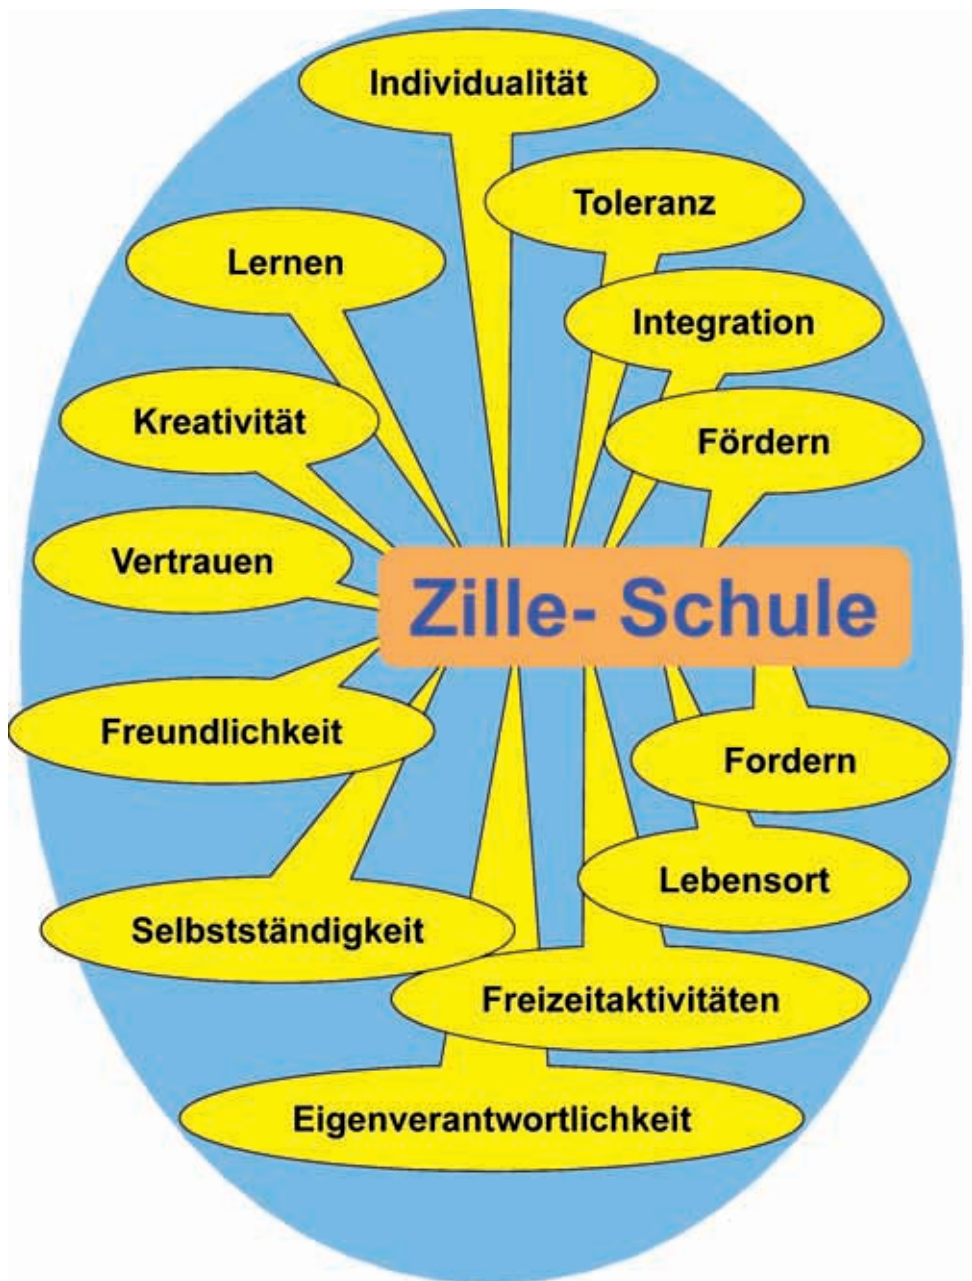 Individualität
Toleranz
Lernen
Integration
Kreativität
Fördern
Vertrauen
Zille- Schule
Freundlichkeit
Fordern
Lebensort
Selbstständigkeit
Freizeitaktivitäten
Eigenverantwortlichkeit